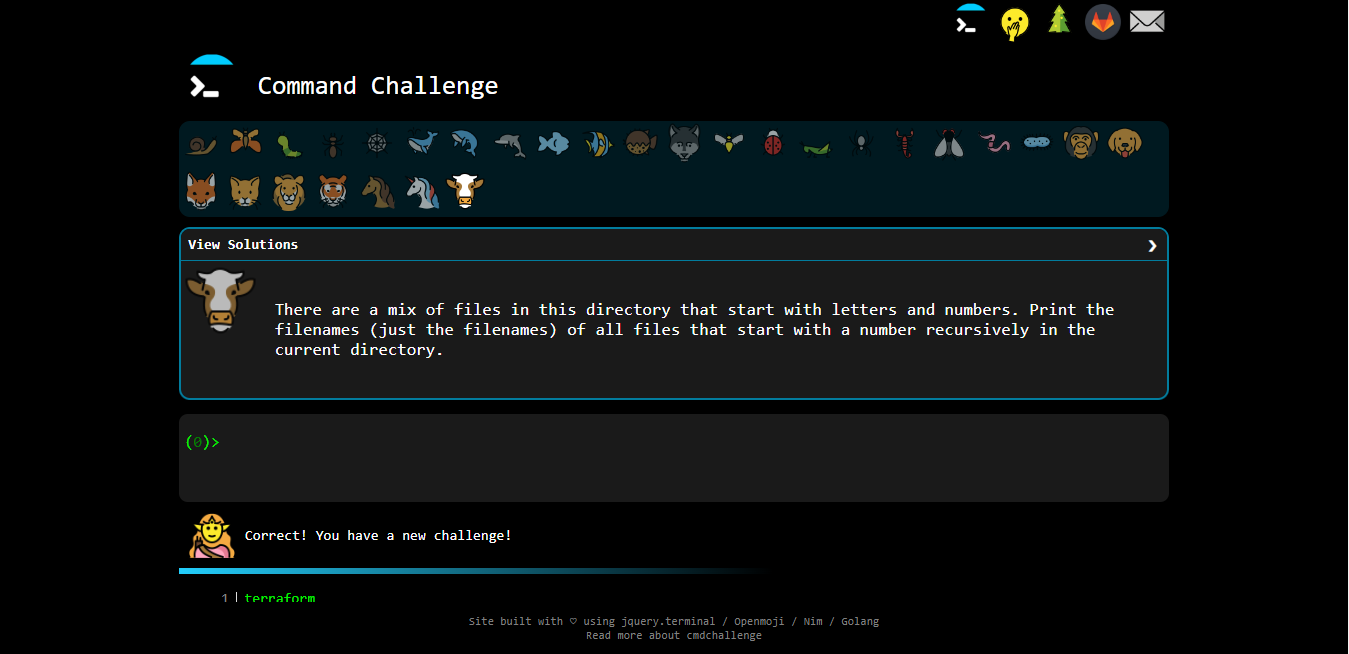 Command Challenge
View Solutions
There are a mix of files in this directory that start with letters and numbers. Print the
filenames (just the filenames) of all files that start with a number recursively in the
current directory.
(0)>
Correct! You have a new challenge!
1 terraform
Site built with ♡ using jquery.terminal / Openmoji / Nim / Golang
Read more about cmdchallenge